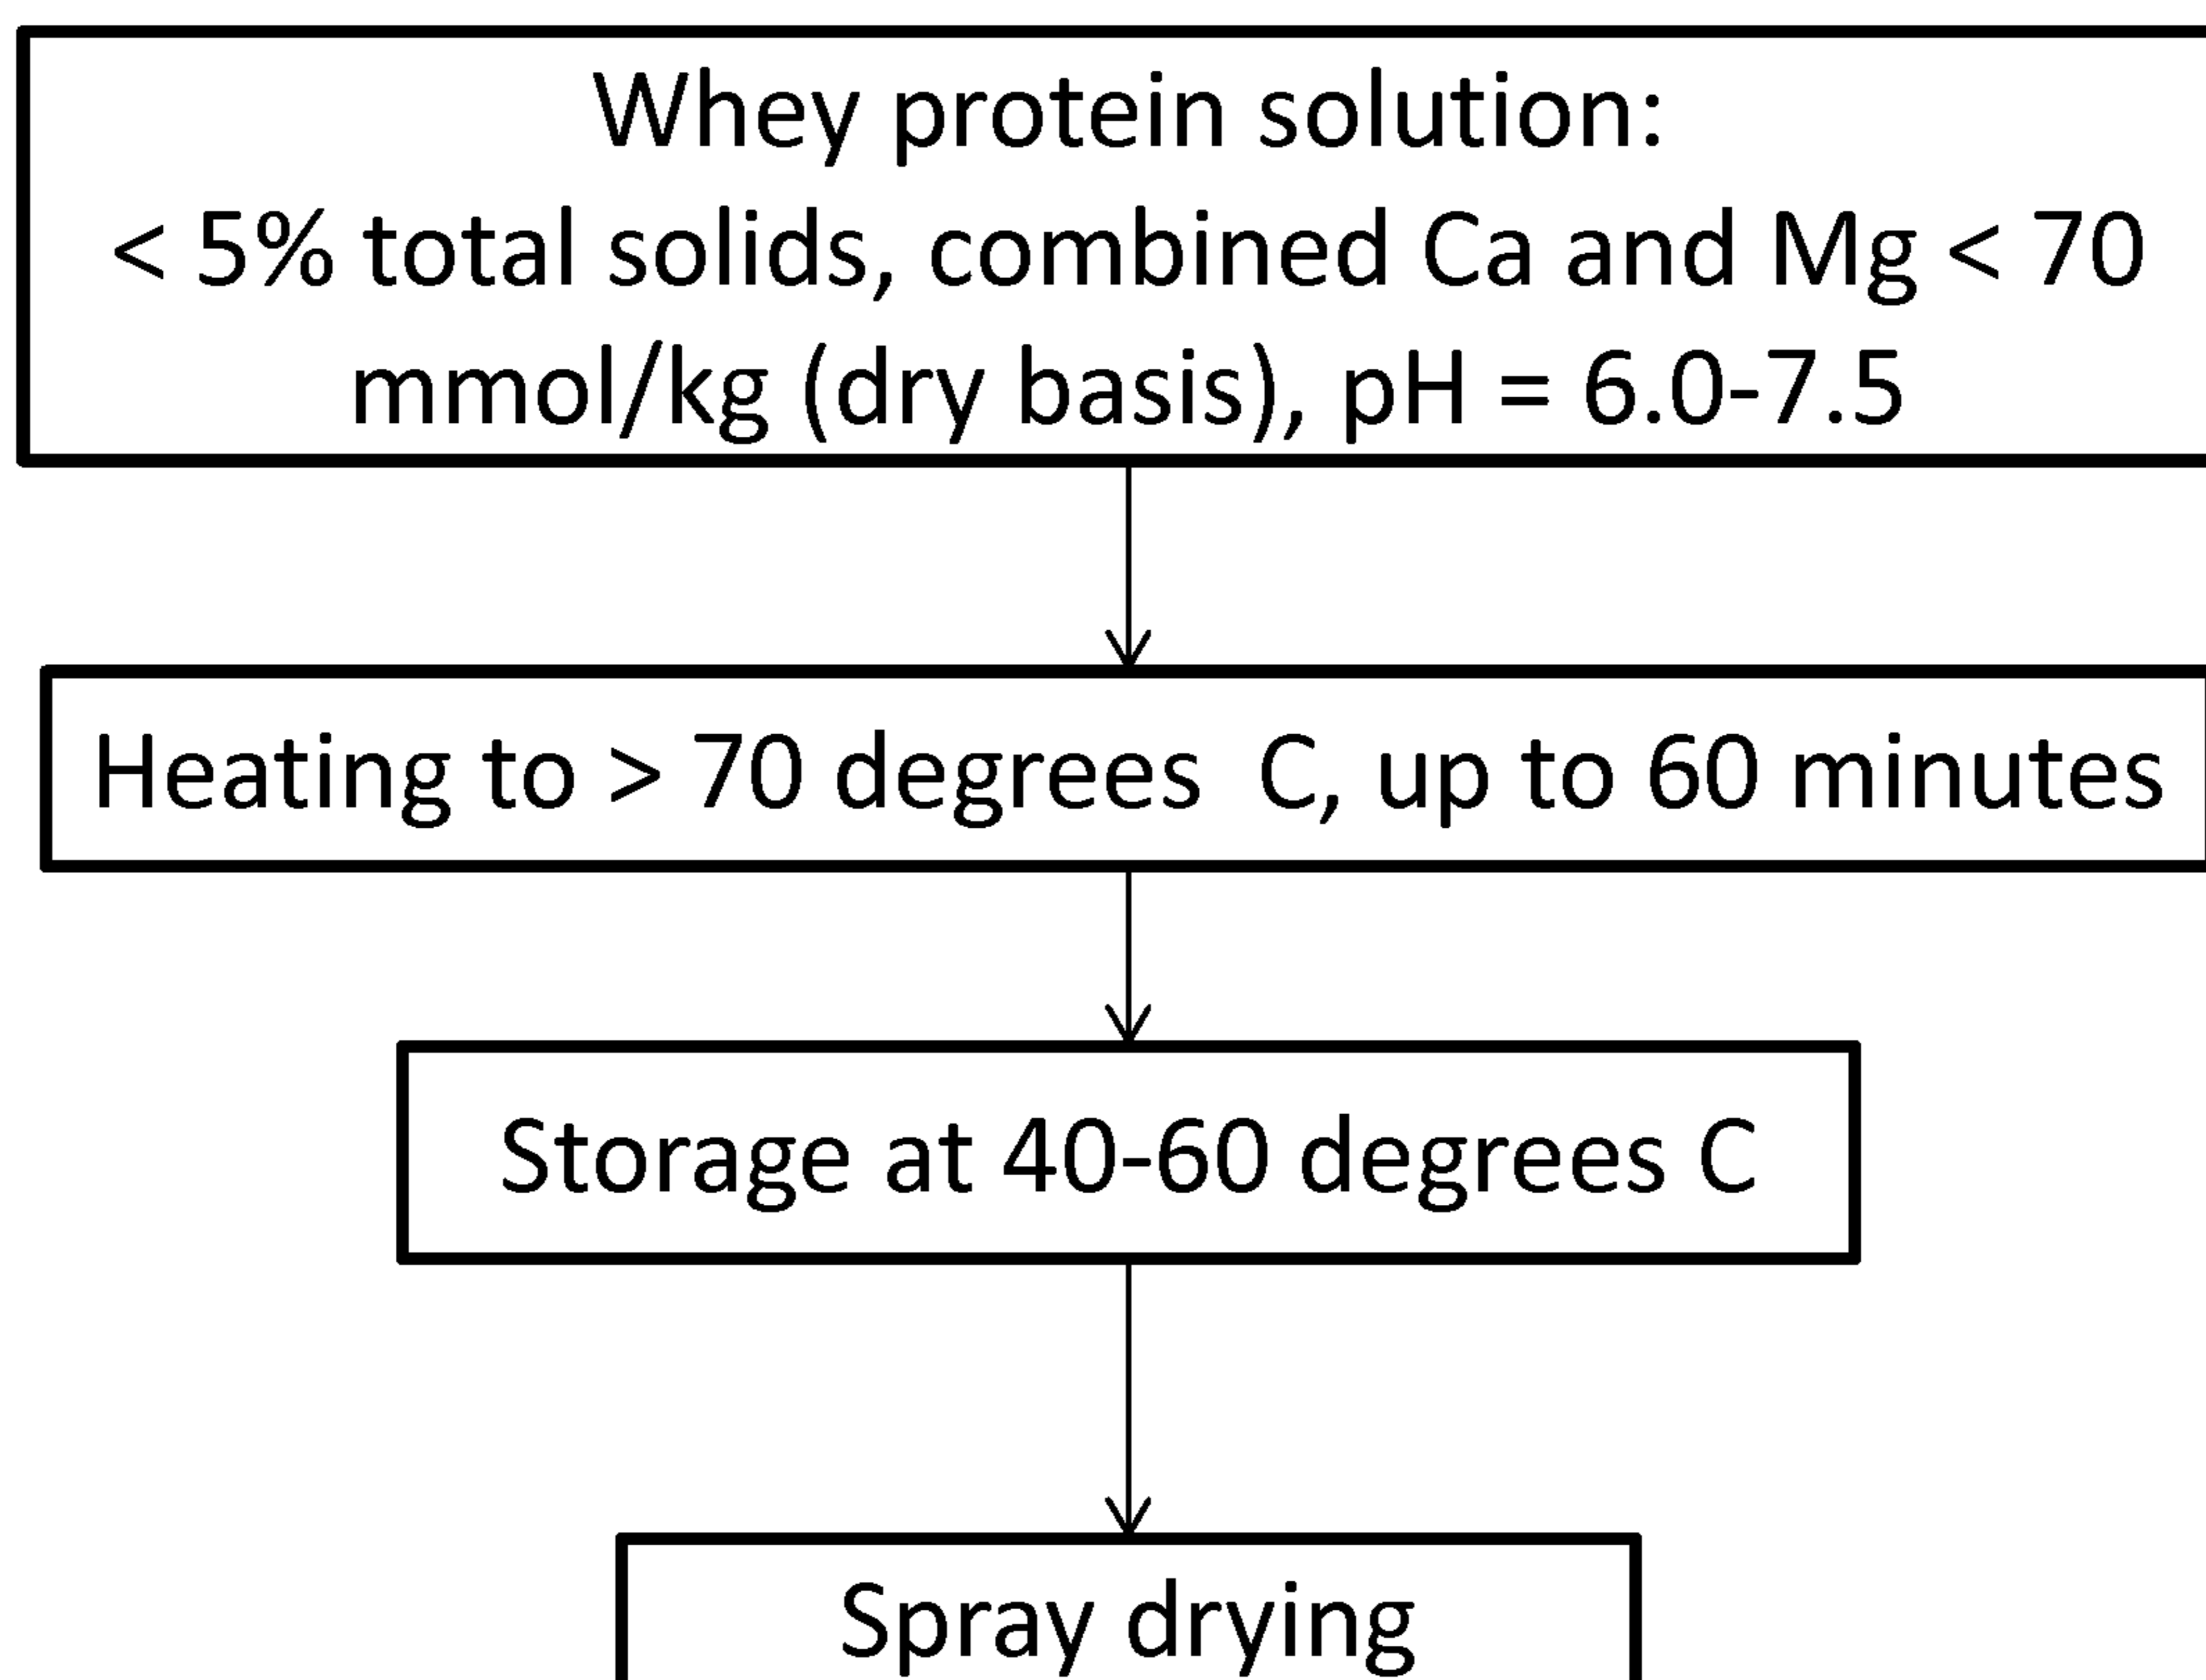 Whey protein solution:
< 5% total solids, combined Ca and Mg < 70
mmol/kg (dry basis), pH = 6.0-7.5
Heating to > 70 degrees  C, up to 60 minutes
Storage at 40-60 degrees C
Spray drying